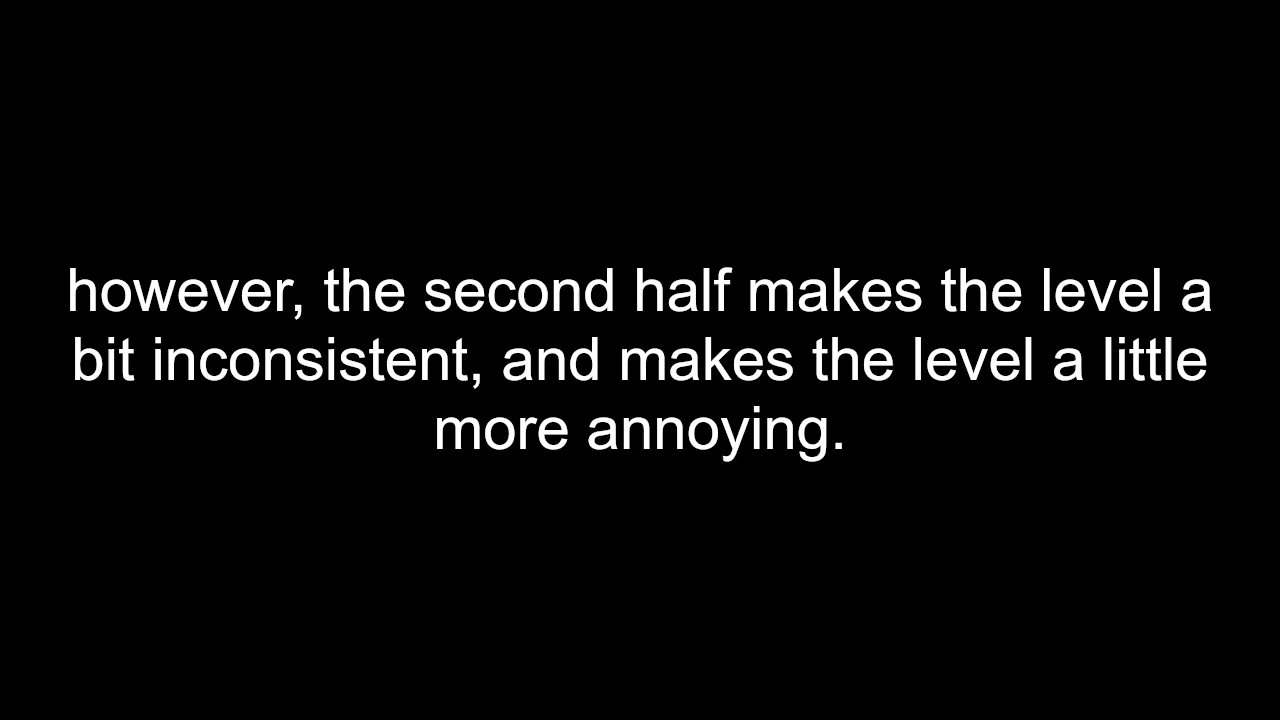 however, the second half makes the level a
bit inconsistent, and makes the level a little
more annoying.